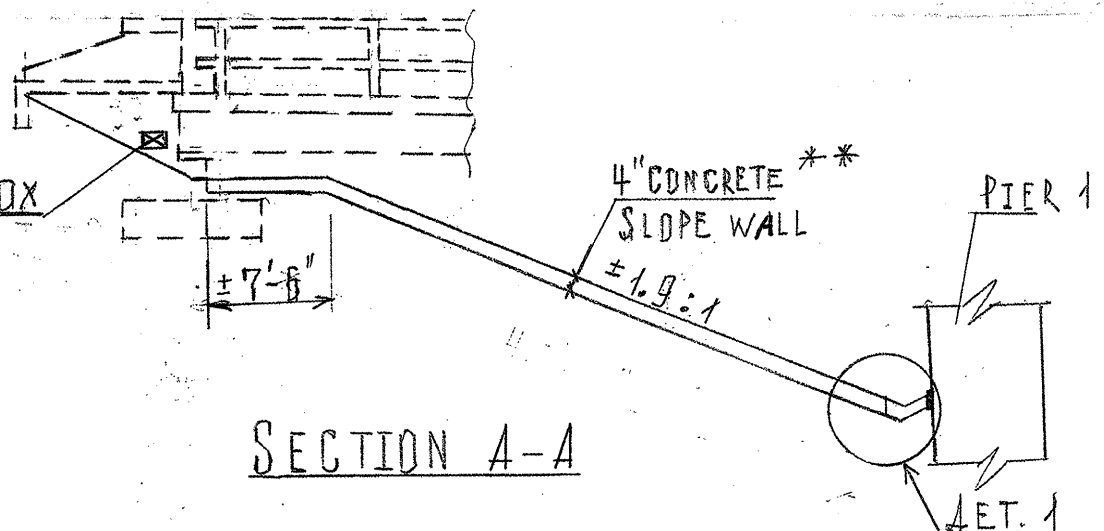 4" CONCRETE **
SLOPE WALL
PIER 1
OX
± 7'-6"
± 1.9 : 1
SECTION A-A
DET. 1